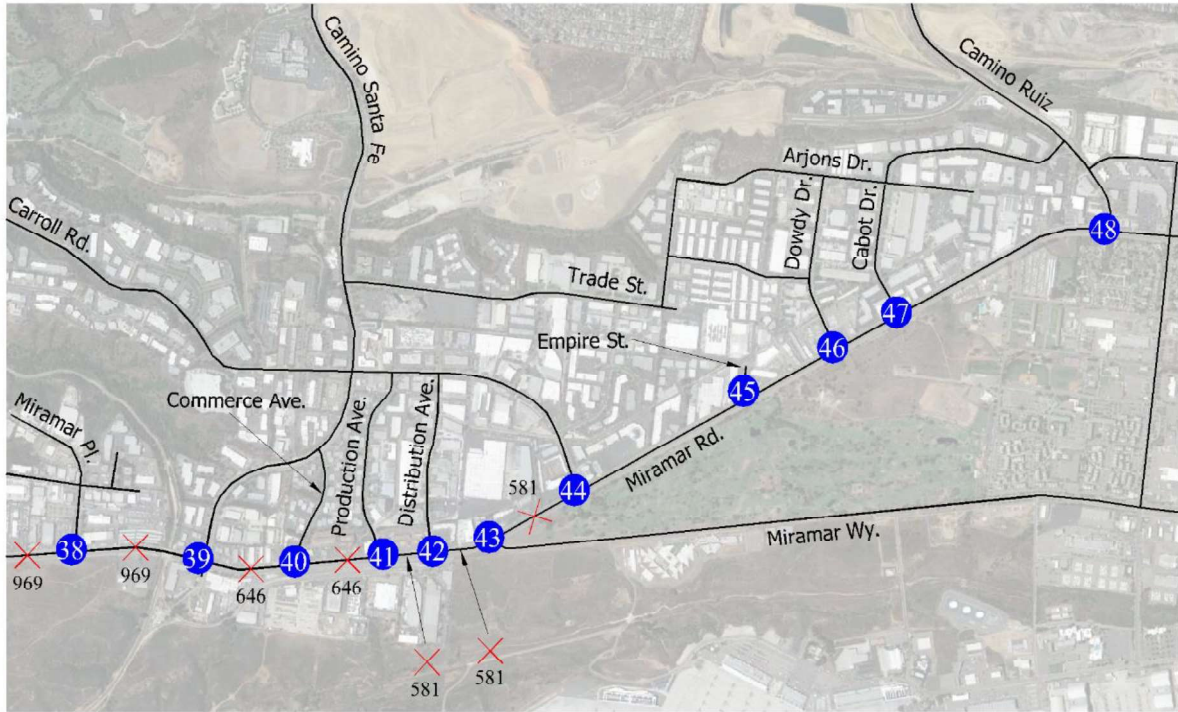 Camino Santa Fe
Camino Ruiz
Arjons Dr.
Carroll Rd.
Dowdy Dr.
Cabot Dr.
48
Trade St.
47
Empire St.
46
45
Commerce Ave.
Miramar Pl.
Production Ave.
Distribution Ave.
Miramar Rd.
44
581
43
Miramar Wy.
38
39
40
41
42
969
969
646
646
581
581